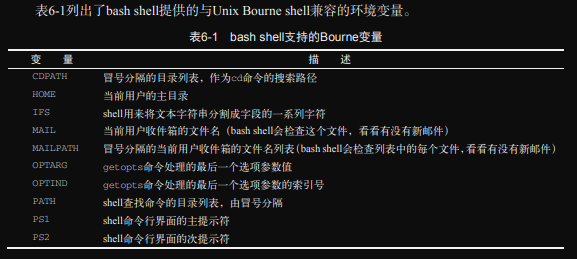 表6-1列出了bash shell提供的与Unix Bourne shell兼容的环境变量。
表6-1 bash shell支持的Bourne变量
变 量 描 述
CDPATH 冒号分隔的目录列表，作为cd命令的搜索路径
HOME 当前用户的主目录
IFS shell用来将文本字符串分割成字段的一系列字符
MAIL 当前用户收件箱的文件名（bash shell会检查这个文件，看看有没有新邮件）
MAILPATH 冒号分隔的当前用户收件箱的文件名列表（bash shell会检查列表中的每个文件，看看有没有新邮件）
OPTARG getopts命令处理的最后一个选项参数值
OPTIND getopts命令处理的最后一个选项参数的索引号
PATH shell查找命令的目录列表，由冒号分隔
PS1 shell命令行界面的主提示符
PS2 shell命令行界面的次提示符